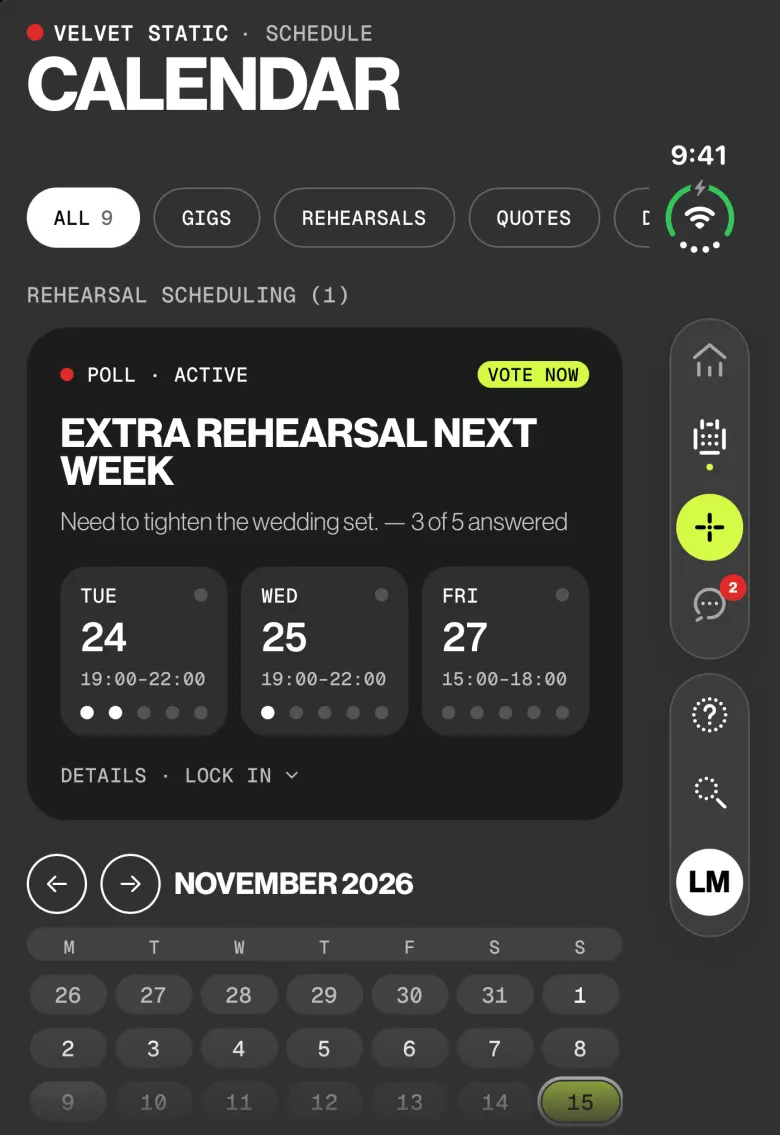 VELVET STATIC · SCHEDULE
CALENDAR
9:41
ALL 9 GIGS REHEARSALS QUOTES
REHEARSAL SCHEDULING (1)
POLL · ACTIVE VOTE NOW
EXTRA REHEARSAL NEXT
WEEK
Need to tighten the wedding set. — 3 of 5 answered
TUE WED FRI
24 25 27
19:00–22:00 19:00–22:00 15:00–18:00
DETAILS · LOCK IN
2
?
LM
NOVEMBER 2026
M T W T F S S
26 27 28 29 30 31 1
2 3 4 5 6 7 8
9 10 11 12 13 14 15